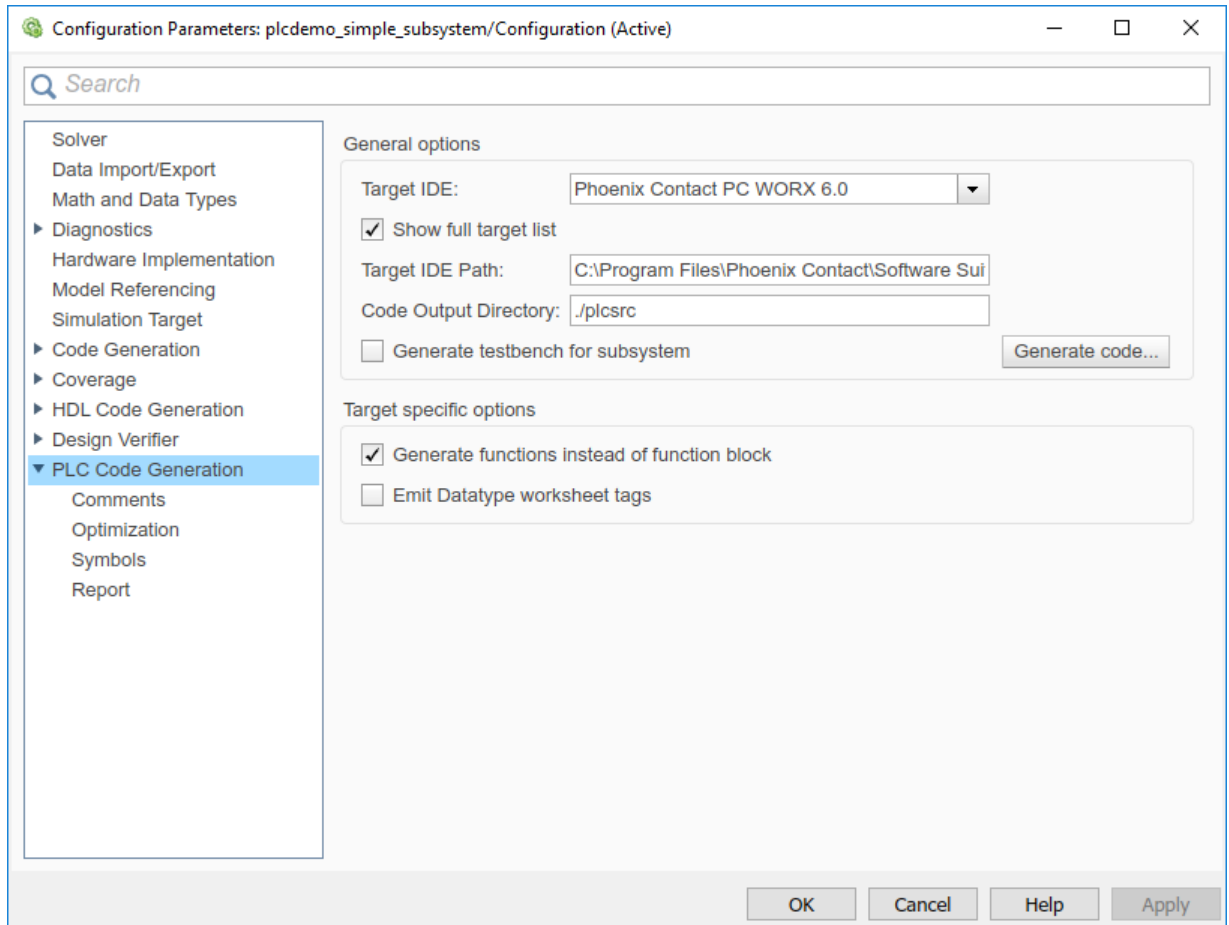 Configuration Parameters: plcdemo_simple_subsystem/Configuration (Active)
Search
Solver
Data Import/Export
Math and Data Types
Diagnostics
Hardware Implementation
Model Referencing
Simulation Target
Code Generation
Coverage
HDL Code Generation
Design Verifier
PLC Code Generation
Comments
Optimization
Symbols
Report
General options
Target IDE: Phoenix Contact PC WORX 6.0
Show full target list
Target IDE Path: C:\Program Files\Phoenix Contact\Software Sui
Code Output Directory: ./plcsrc
Generate testbench for subsystem Generate code...
Target specific options
Generate functions instead of function block
Emit Datatype worksheet tags
OK Cancel Help Apply